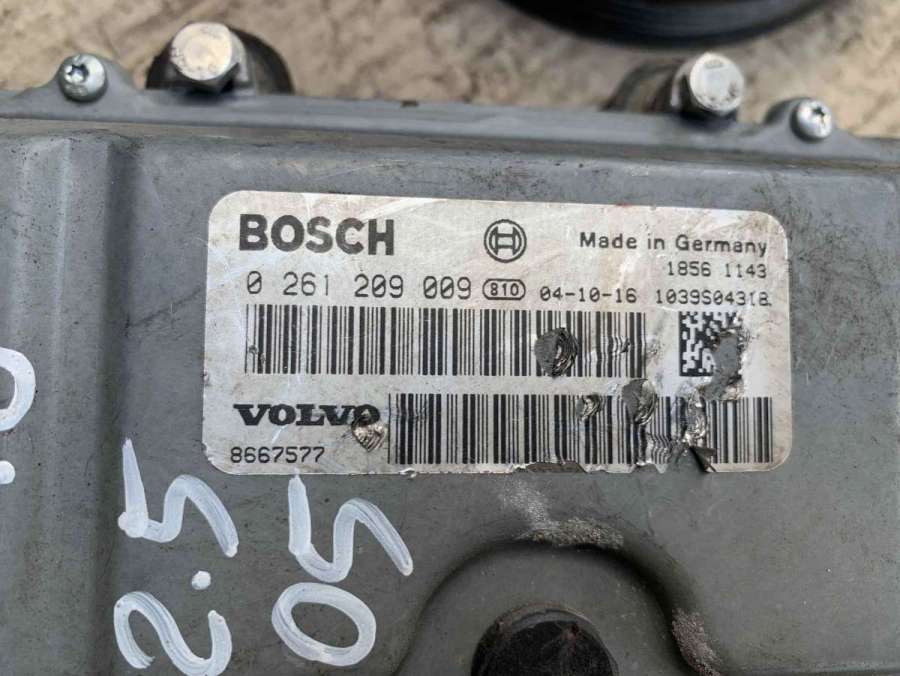 BOSCH
Made in Germany
1856 1143
0 261 209 009 810 04-10-16 1039S04318
VOLVO
8667577
2.5
05